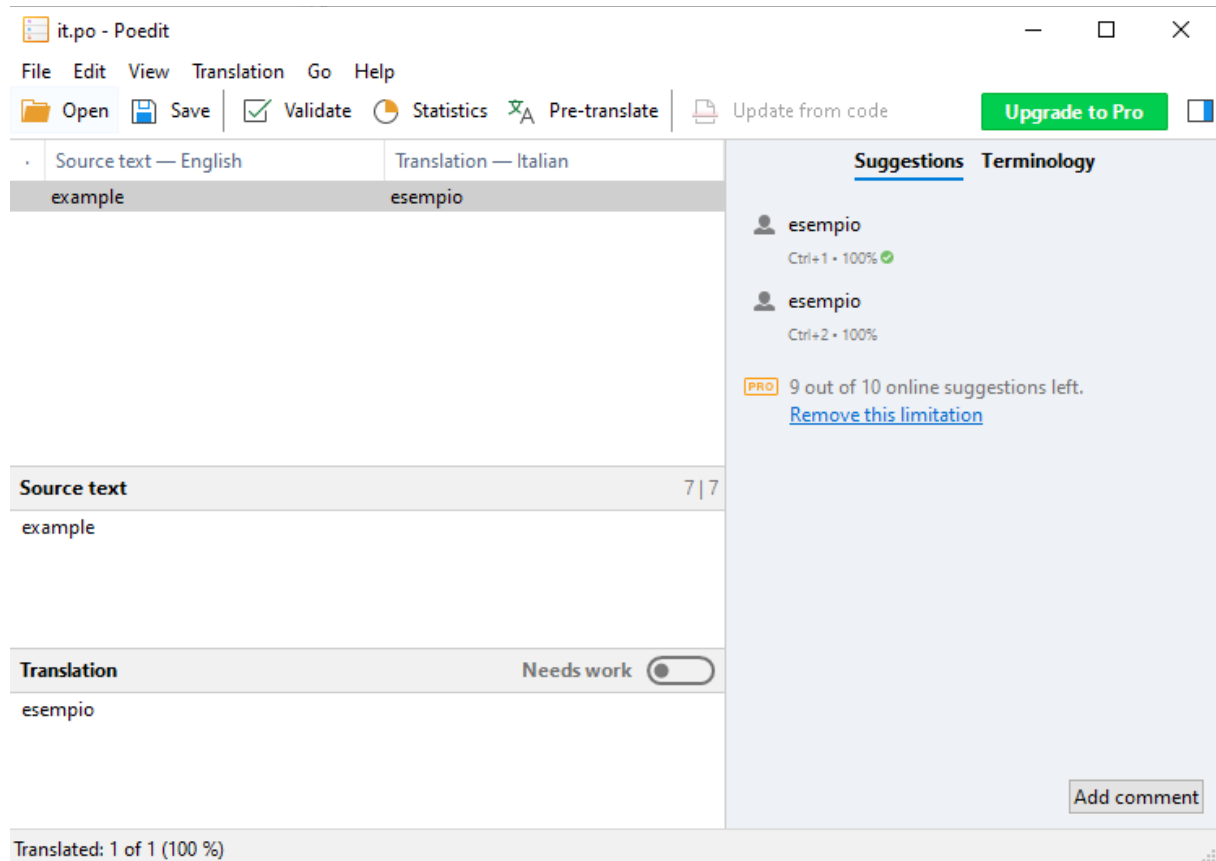 it.po - Poedit
File Edit View Translation Go Help
Open Save Validate Statistics Pre-translate Update from code Upgrade to Pro
Source text — English Translation — Italian
example esempio
Suggestions Terminology
esempio
Ctrl+1 • 100%
esempio
Ctrl+2 • 100%
PRO 9 out of 10 online suggestions left.
Remove this limitation
Source text 7 | 7
example
Translation Needs work
esempio
Add comment
Translated: 1 of 1 (100 %)